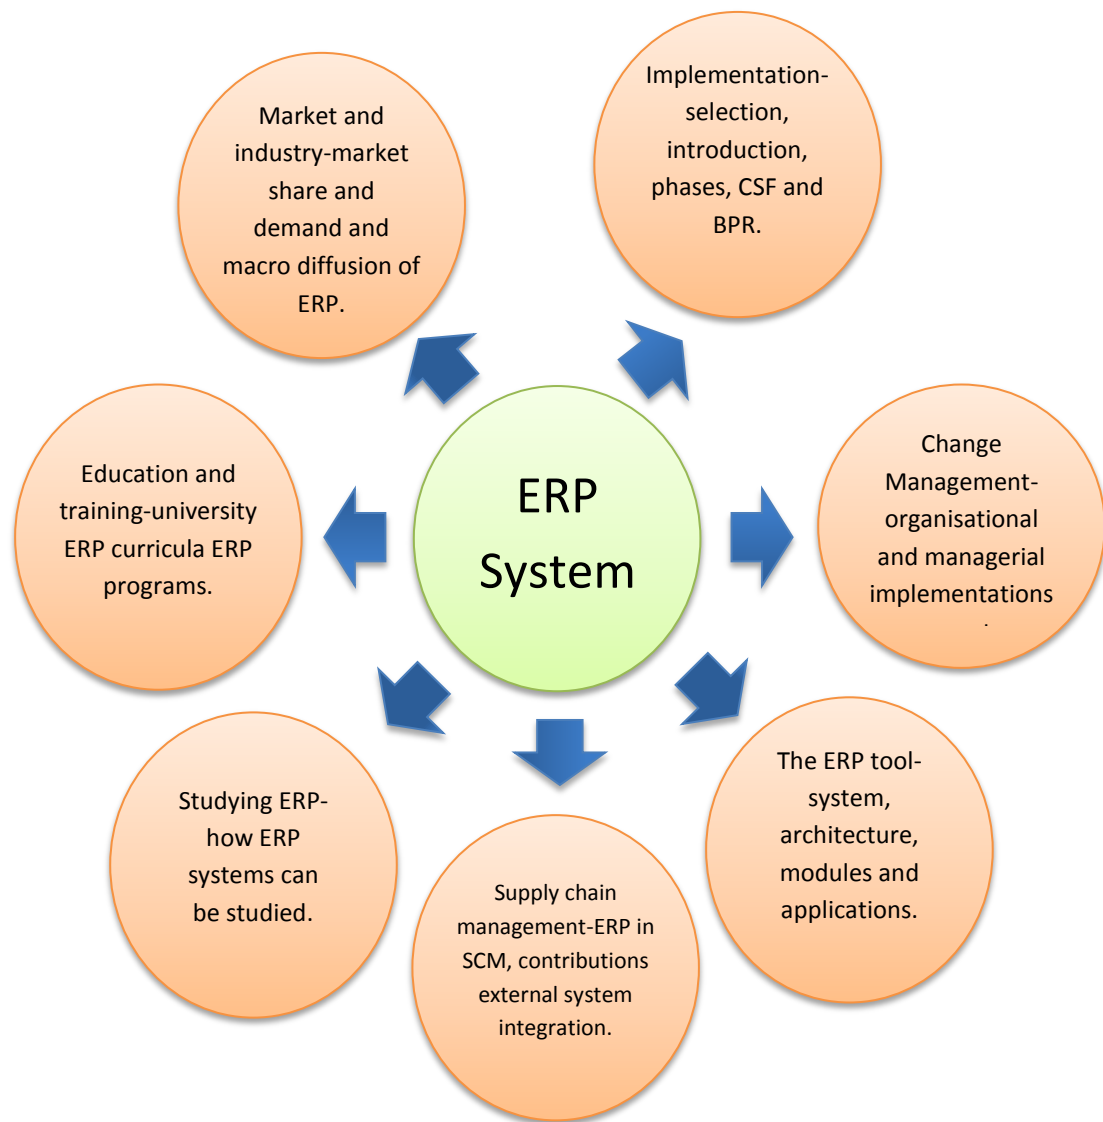 Implementation-
selection,
introduction,
phases, CSF and
BPR.
Market and
industry-market
share and
demand and
macro diffusion of
ERP.
Change
Management-
organisational
and managerial
implementations
Education and
training-university
ERP curricula ERP
programs.
ERP
System
The ERP tool-
system,
architecture,
modules and
applications.
Studying ERP-
how ERP
systems can
be studied.
Supply chain
management-ERP in
SCM, contributions
external system
integration.